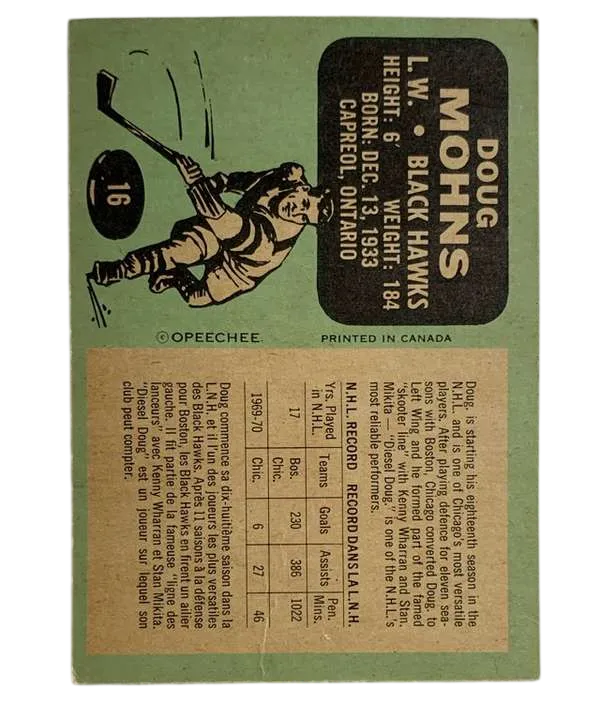 DOUG
MOHNS
L.W. • BLACK HAWKS
HEIGHT: 6' WEIGHT: 184
BORN: DEC. 13, 1933
CAPREOL, ONTARIO
16
© OPEECHEE
PRINTED IN CANADA
Doug, is starting his eighteenth season in the
N.H.L. and is one of Chicago's most versatile
players. After playing defence for eleven sea-
sons with Boston, Chicago converted Doug, to
Left Wing and he formed part of the famed
"skooter line" with Kenny Wharran and Stan.
Mikita — "Diesel Doug," is one of the N.H.L.'s
most reliable performers.
N.H.L. RECORD RECORD DANS LA L.N.H.
Yrs. Played in N.H.L. Teams Goals Assists Pen. Mins.
17 Bos. Chic. 230 386 1022
1969-70 Chic. 6 27 46
Doug commence sa dix-huitième saison dans la
L.N.H et il l'un des joueurs les plus versatiles
des Black Hawks. Après 11 saisons à la défense
pour Boston, les Black Hawks en firent un ailier
gauche. Il fit partie de la fameuse "ligne des
lanceurs" avec Kenny Wharran et Stan Mikita.
"Diesel Doug" est un joueur sur lequel son
club peut compter.